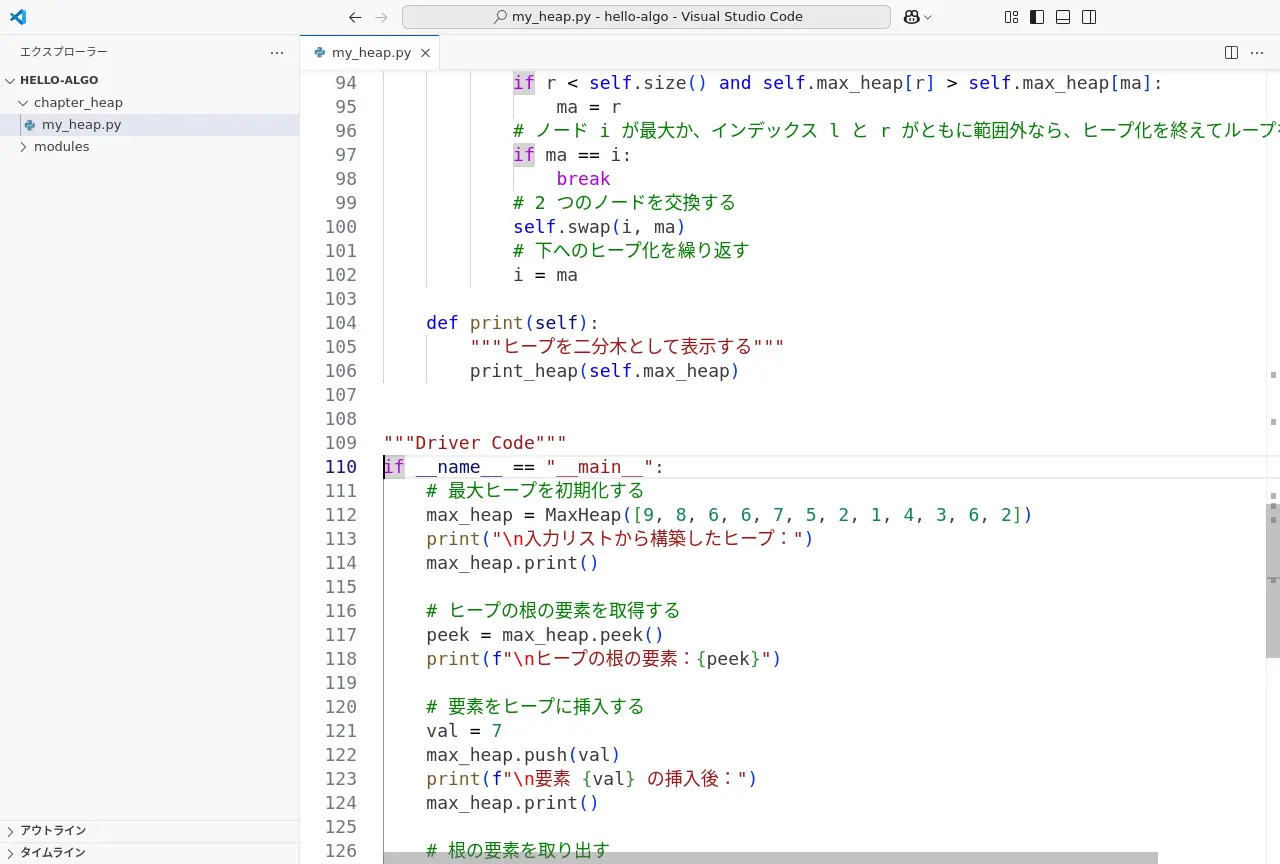 my_heap.py - hello-algo - Visual Studio Code
エクスプローラー
my_heap.py
HELLO-ALGO
chapter_heap
my_heap.py
modules
アウトライン
タイムライン
94 if r < self.size() and self.max_heap[r] > self.max_heap[ma]:
95 ma = r
96 # ノード i が最大か、インデックス l と r がともに範囲外なら、ヒープ化を終えてループ
97 if ma == i:
98 break
99 # 2 つのノードを交換する
100 self.swap(i, ma)
101 # 下へのヒープ化を繰り返す
102 i = ma
103
104 def print(self):
105 """ヒープを二分木として表示する"""
106 print_heap(self.max_heap)
107
108
109 """Driver Code"""
110 if __name__ == "__main__":
111 # 最大ヒープを初期化する
112 max_heap = MaxHeap([9, 8, 6, 6, 7, 5, 2, 1, 4, 3, 6, 2])
113 print("\n入力リストから構築したヒープ：")
114 max_heap.print()
115
116 # ヒープの根の要素を取得する
117 peek = max_heap.peek()
118 print(f"\nヒープの根の要素：{peek}")
119
120 # 要素をヒープに挿入する
121 val = 7
122 max_heap.push(val)
123 print(f"\n要素 {val} の挿入後：")
124 max_heap.print()
125
126 # 根の要素を取り出す